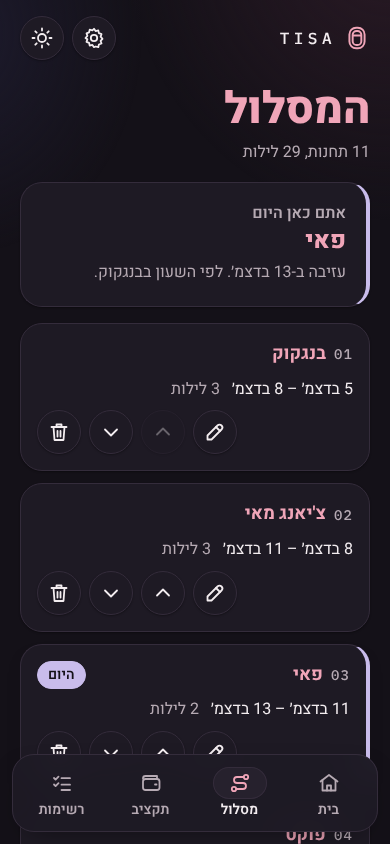 TISA
המסלול
11 תחנות, 29 לילות
אתם כאן היום
פאי
עזיבה ב-13 בדצמ׳. לפי השעון בבנגקוק.
01 בנגקוק
5 בדצמ׳ – 8 בדצמ׳ 3 לילות
02 צ'יאנג מאי
8 בדצמ׳ – 11 בדצמ׳ 3 לילות
03 פאי היום
11 בדצמ׳ – 13 בדצמ׳ 2 לילות
04 פוקט
בית
מסלול
תקציב
רשימות